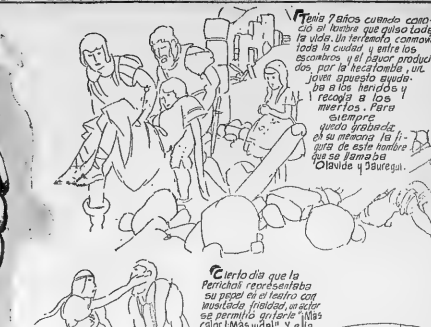 Tenía 7 años cuando cono-
ció al hombre que quiso toda
la vida. Un terremoto conmovió
toda la ciudad y entre los
escombros y el pavor produci
dos por la hecatombe, un
joven apuesto ayuda-
ba a los heridos y
recogía a los
muertos. Para
siempre
quedo grabada
en su memoria la fi-
gura de este hombre
que se llamaba
Olavide y Jauregui.
Cierto día que la
Perricholi representaba
su papel en el teatro con
inusitada frialdad, un actor
se permitió gritarle "¡Mas
calor! ¡Mas vida!" Y ella